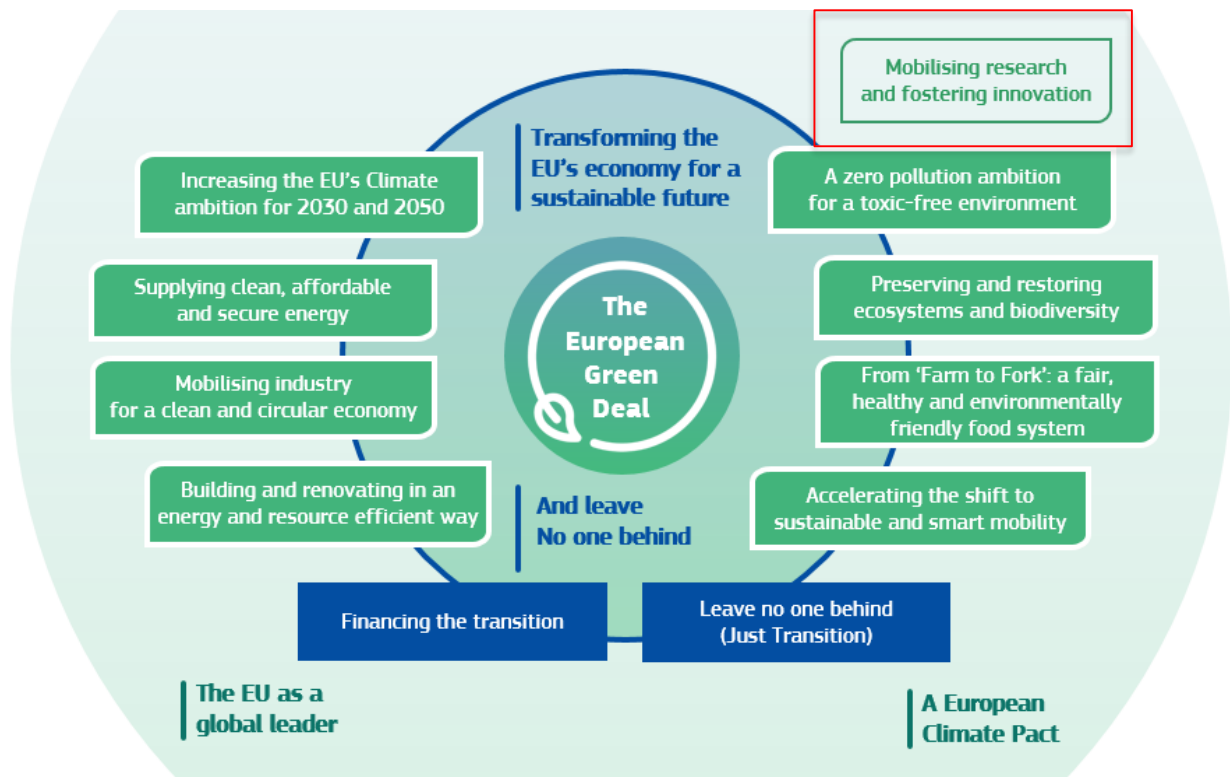 Mobilising research
and fostering innovation
Transforming the
EU's economy for a
sustainable future
Increasing the EU's Climate
ambition for 2030 and 2050
A zero pollution ambition
for a toxic-free environment
Supplying clean, affordable
and secure energy
Preserving and restoring
ecosystems and biodiversity
The
European
Green
Deal
Mobilising industry
for a clean and circular economy
From ‘Farm to Fork’: a fair,
healthy and environmentally
friendly food system
Building and renovating in an
energy and resource efficient way
Accelerating the shift to
sustainable and smart mobility
And leave
No one behind
Financing the transition
Leave no one behind
(Just Transition)
The EU as a
global leader
A European
Climate Pact